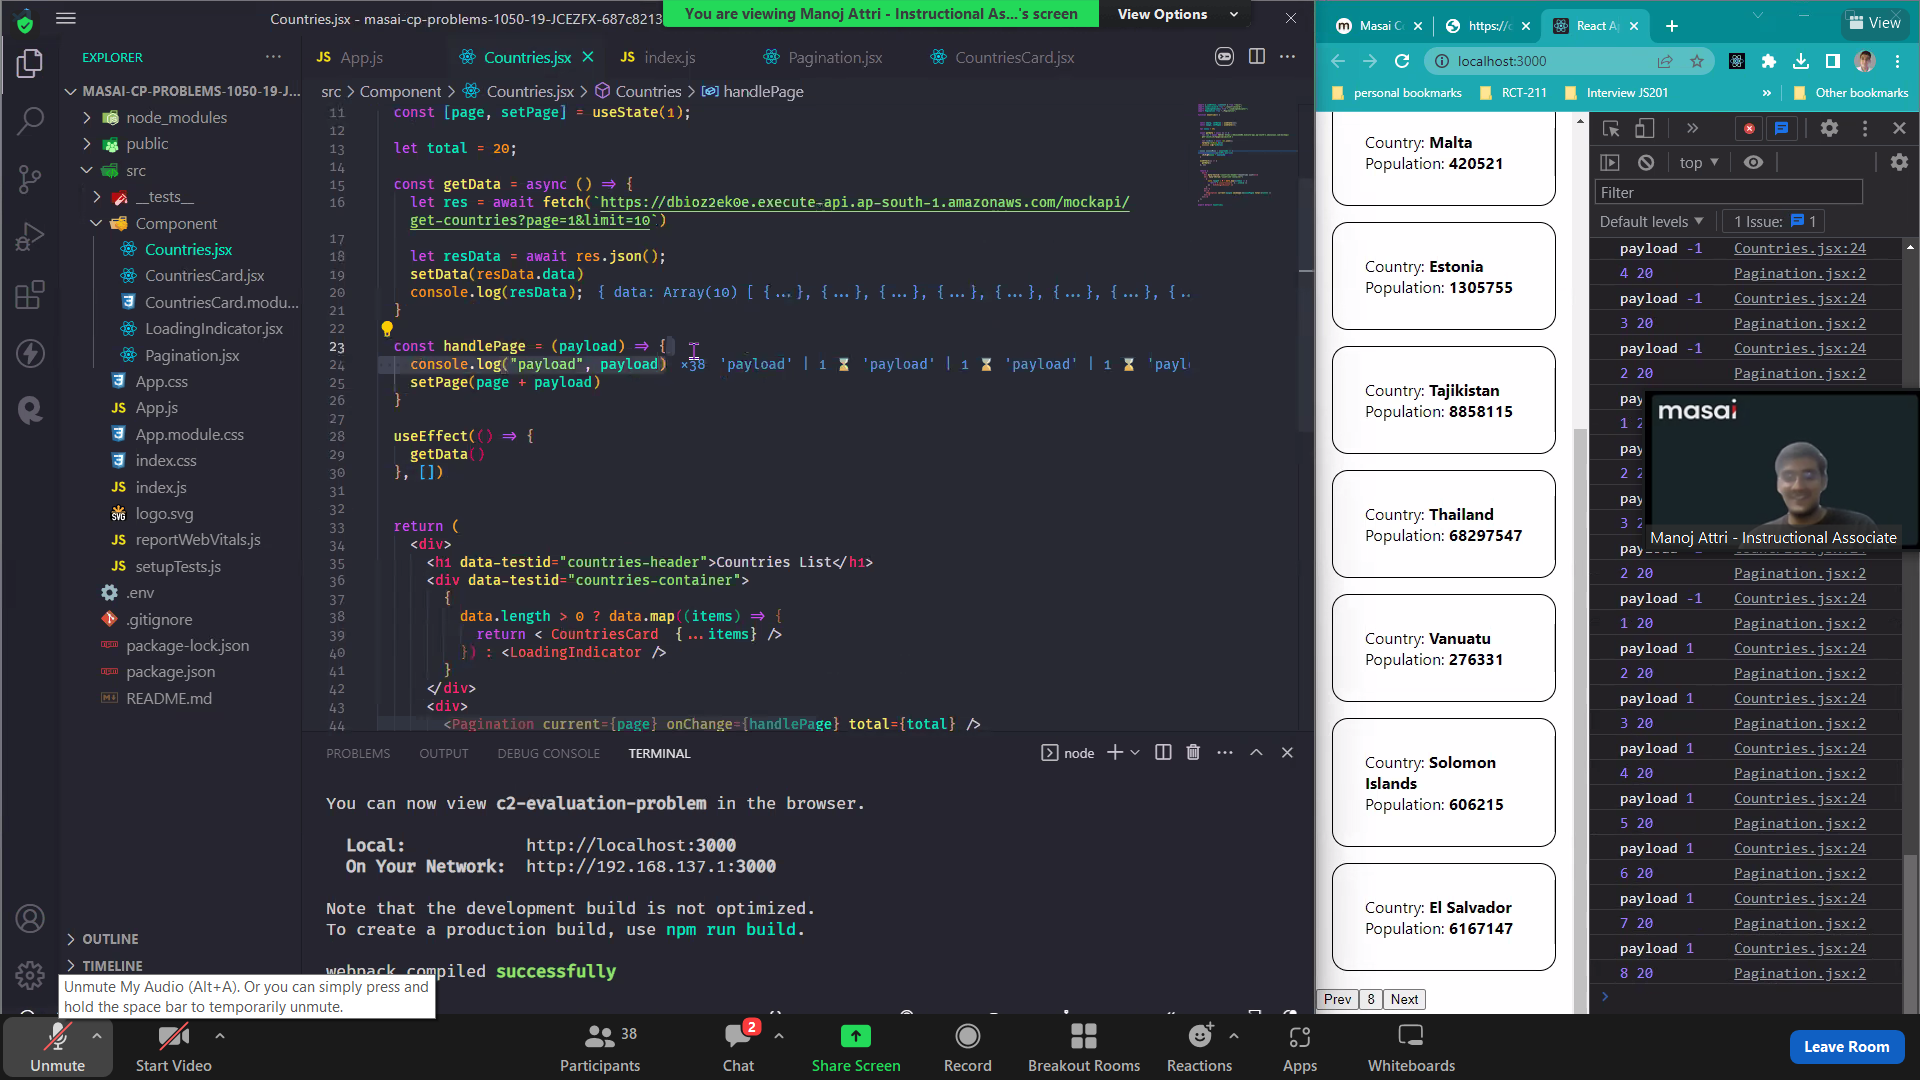 Countries.jsx - masai-cp-problems-1050-19-JCEZFX-687c8213
You are viewing Manoj Attri - Instructional As...'s screen
View Options
EXPLORER
MASAI-CP-PROBLEMS-1050-19-J...
node_modules
public
src
__tests__
Component
Countries.jsx
CountriesCard.jsx
CountriesCard.modu...
LoadingIndicator.jsx
Pagination.jsx
App.css
App.js
App.module.css
index.css
index.js
logo.svg
reportWebVitals.js
setupTests.js
.env
.gitignore
package-lock.json
package.json
README.md
OUTLINE
TIMELINE
JS App.js
Countries.jsx
JS index.js
Pagination.jsx
CountriesCard.jsx
src > Component > Countries.jsx > Countries > handlePage
11 const [page, setPage] = useState(1);
12
13 let total = 20;
14
15 const getData = async () => {
16 let res = await fetch(`https://dbioz2ek0e.execute-api.ap-south-1.amazonaws.com/mockapi/
get-countries?page=1&limit=10`)
17
18 let resData = await res.json();
19 setData(resData.data)
20 console.log(resData); { data: Array(10) [ {...}, {...}, {...}, {...}, {...}, {...}, {...}, {..
21 }
22
23 const handlePage = (payload) => {
24 console.log("payload", payload) ×38 'payload' | 1 ⌛ 'payload' | 1 ⌛ 'payload' | 1 ⌛ 'payl
25 setPage(page + payload)
26 }
27
28 useEffect(() => {
29 getData()
30 }, [])
31
32
33 return (
34 <div>
35 <h1 data-testid="countries-header">Countries List</h1>
36 <div data-testid="countries-container">
37 {
38 data.length > 0 ? data.map((items) => {
39 return < CountriesCard {...items} />
40 }) : <LoadingIndicator />
41 }
42 </div>
43 <div>
44 <Pagination current={page} onChange={handlePage} total={total} />
PROBLEMS
OUTPUT
DEBUG CONSOLE
TERMINAL
node
You can now view c2-evaluation-problem in the browser.
Local: http://localhost:3000
On Your Network: http://192.168.137.1:3000
Note that the development build is not optimized.
To create a production build, use npm run build.
webpack compiled successfully
Masai C
https://c
React A
View
localhost:3000
personal bookmarks
RCT-211
Interview JS201
»
Other bookmarks
Country: Malta
Population: 420521
Country: Estonia
Population: 1305755
Country: Tajikistan
Population: 8858115
Country: Thailand
Population: 68297547
Country: Vanuatu
Population: 276331
Country: Solomon
Islands
Population: 606215
Country: El Salvador
Population: 6167147
Prev 8 Next
top
Filter
Default levels
1 Issue: 1
payload -1 Countries.jsx:24
4 20 Pagination.jsx:2
payload -1 Countries.jsx:24
3 20 Pagination.jsx:2
payload -1 Countries.jsx:24
2 20 Pagination.jsx:2
pay
1 2
pay
2 2
pay
3 2
pay
masai
Manoj Attri - Instructional Associate
2 20 Pagination.jsx:2
payload -1 Countries.jsx:24
1 20 Pagination.jsx:2
payload 1 Countries.jsx:24
2 20 Pagination.jsx:2
payload 1 Countries.jsx:24
3 20 Pagination.jsx:2
payload 1 Countries.jsx:24
4 20 Pagination.jsx:2
payload 1 Countries.jsx:24
5 20 Pagination.jsx:2
payload 1 Countries.jsx:24
6 20 Pagination.jsx:2
payload 1 Countries.jsx:24
7 20 Pagination.jsx:2
payload 1 Countries.jsx:24
8 20 Pagination.jsx:2
Unmute My Audio (Alt+A). Or you can simply press and
hold the space bar to temporarily unmute.
Unmute
Start Video
38
Participants
2
Chat
Share Screen
Record
Breakout Rooms
Reactions
Apps
Whiteboards
Leave Room